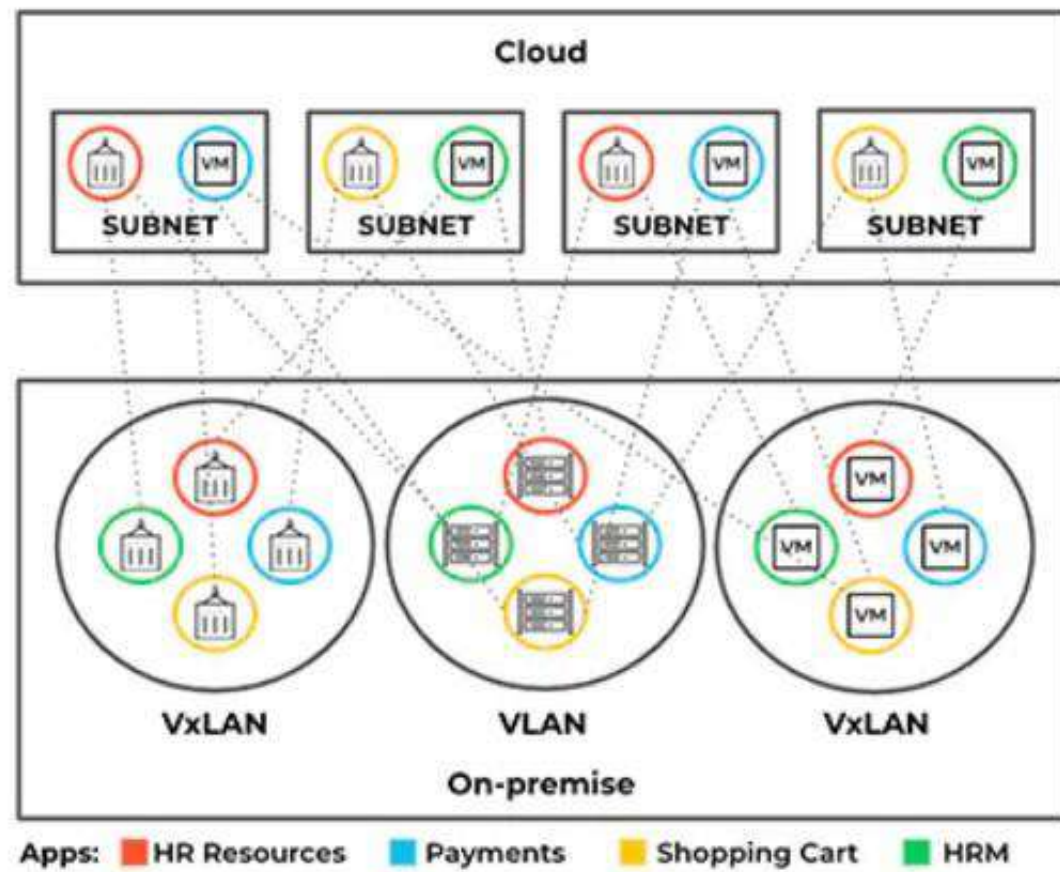 Cloud
VM VM VM VM
SUBNET SUBNET SUBNET SUBNET
VM
VM VM
VM
VxLAN VLAN VxLAN
On-premise
Apps: HR Resources Payments Shopping Cart HRM